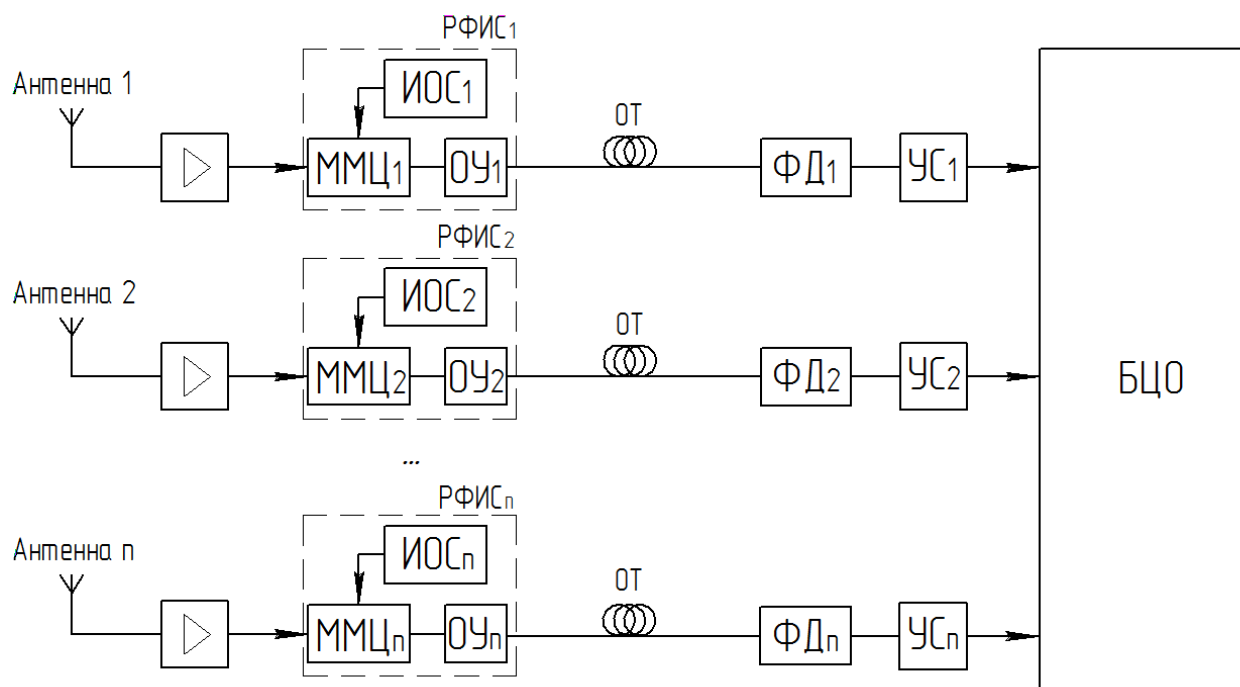 РФИС1
Антенна 1
ИОС1
ОТ
ММЦ1
ОУ1
ФД1
УС1
РФИС2
Антенна 2
ИОС2
ОТ
ММЦ2
ОУ2
ФД2
УС2
БЦО
...
РФИСn
Антенна n
ИОСn
ОТ
ММЦn
ОУn
ФДn
УСn